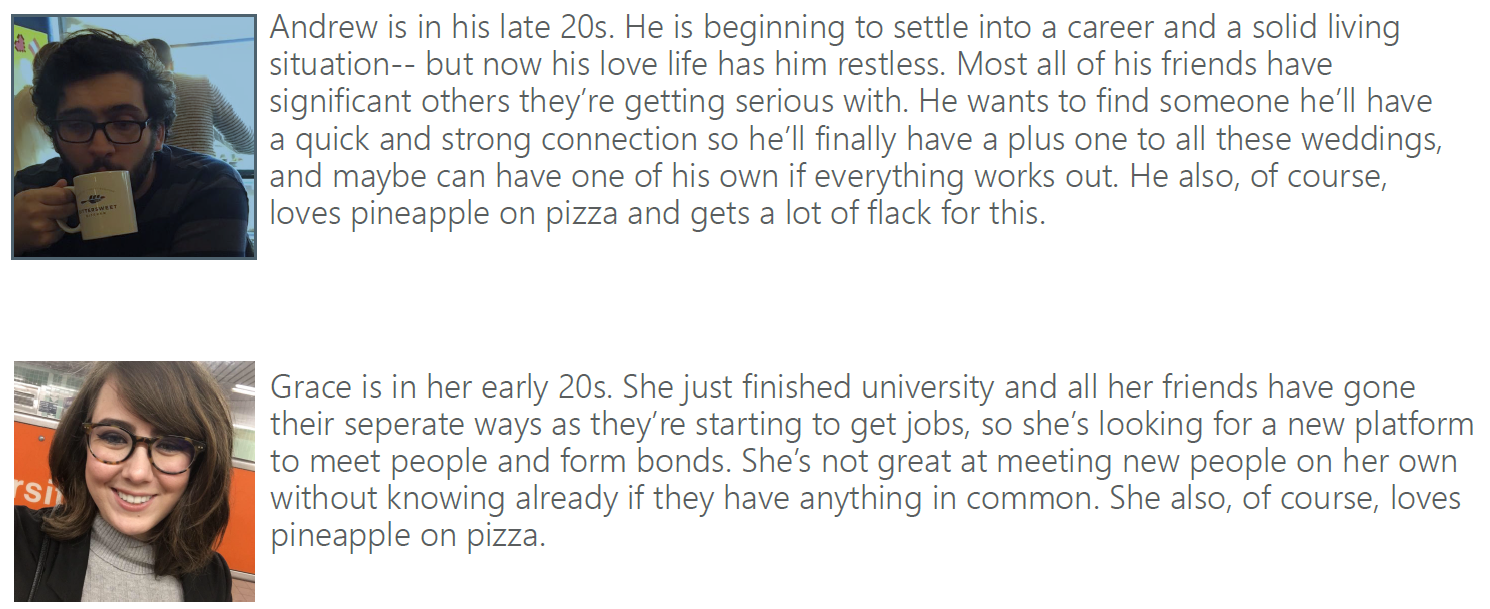 Andrew is in his late 20s. He is beginning to settle into a career and a solid living
situation-- but now his love life has him restless. Most all of his friends have
significant others they’re getting serious with. He wants to find someone he’ll have
a quick and strong connection so he’ll finally have a plus one to all these weddings,
and maybe can have one of his own if everything works out. He also, of course,
loves pineapple on pizza and gets a lot of flack for this.
Grace is in her early 20s. She just finished university and all her friends have gone
their seperate ways as they’re starting to get jobs, so she’s looking for a new platform
to meet people and form bonds. She’s not great at meeting new people on her own
without knowing already if they have anything in common. She also, of course, loves
pineapple on pizza.